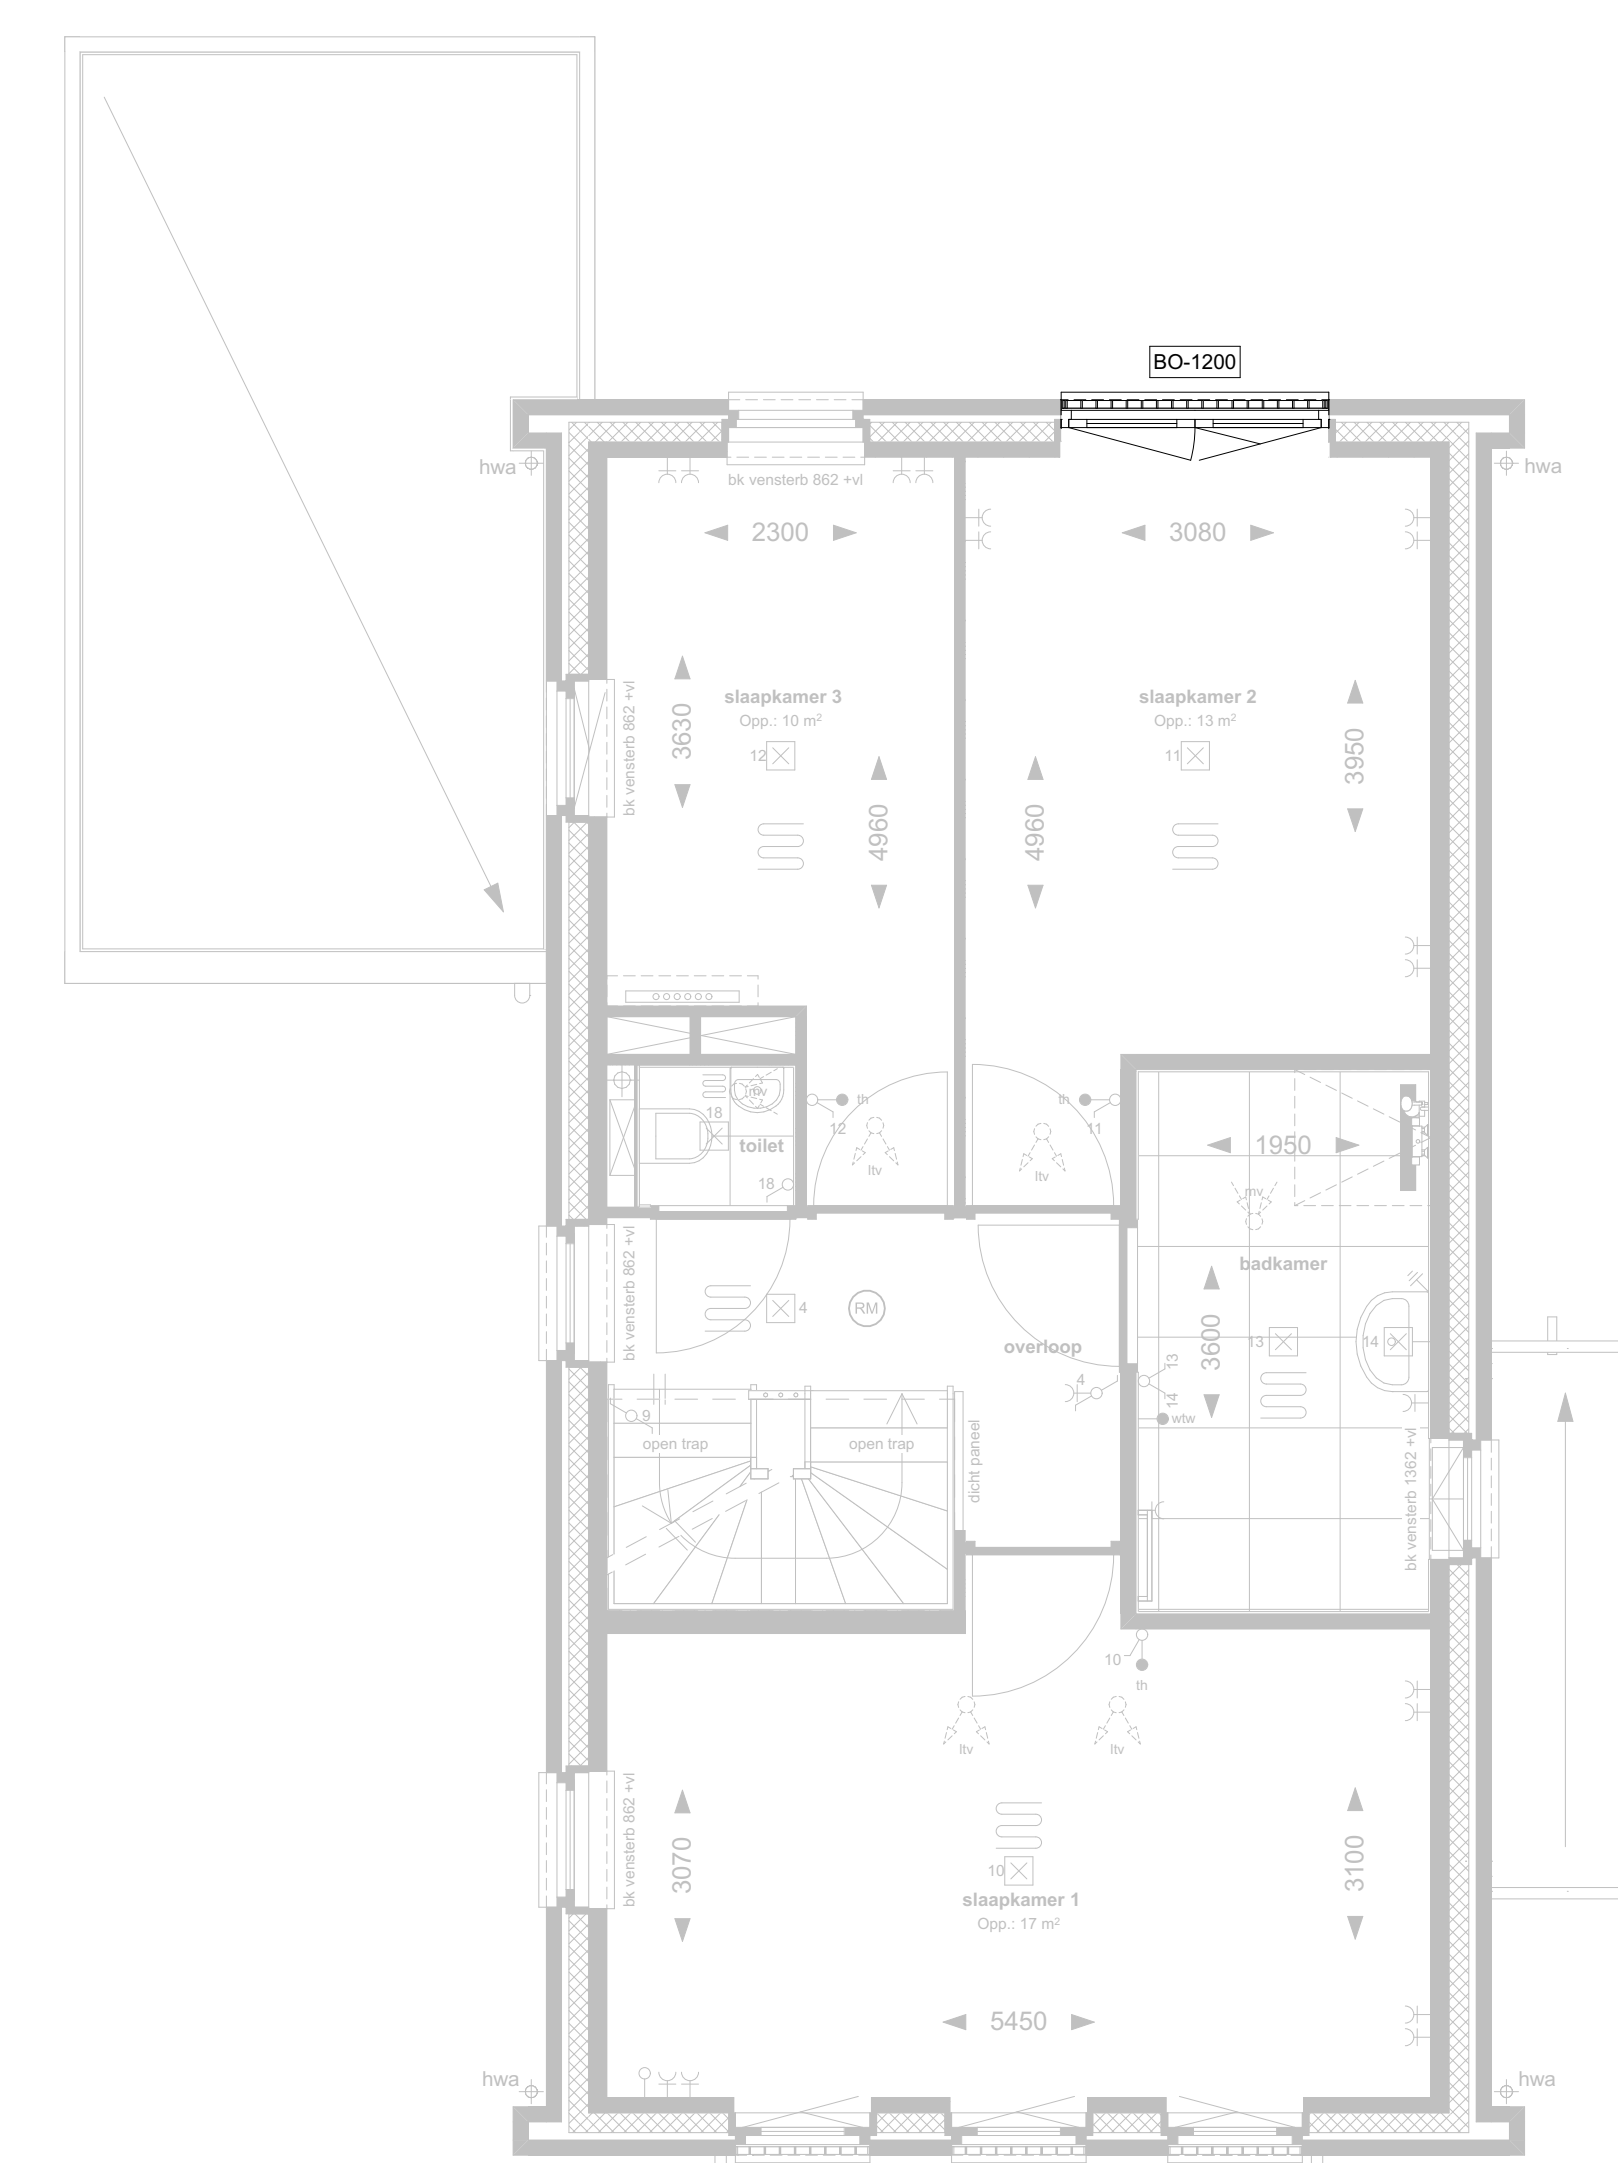 BO-1200
hwa
hwa
bk vensterb 862 +vl
2300
3080
bk vensterb 862 +vl
3630
slaapkamer 3
Opp.: 10 m²
12
4960
slaapkamer 2
Opp.: 13 m²
11
4960
3950
mv
18
toilet
18
th
12
ltv
th
11
ltv
1950
mv
badkamer
bk vensterb 862 +vl
4
RM
overloop
3600
13
14
4
13
14
wtw
9
open trap
open trap
dicht paneel
bk vensterb 1362 +vl
10
th
ltv
ltv
bk vensterb 862 +vl
3070
10
slaapkamer 1
Opp.: 17 m²
3100
5450
hwa
hwa